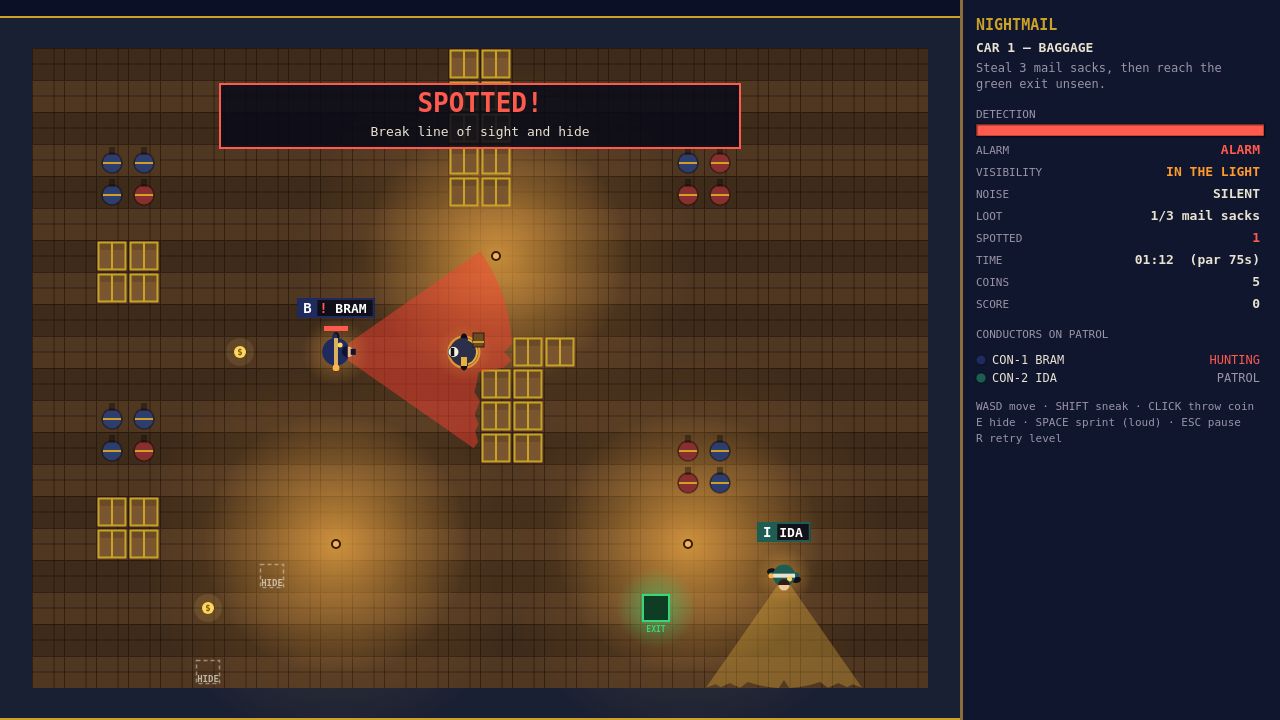 SPOTTED!
Break line of sight and hide
B ! BRAM
$
HIDE
$
HIDE
I IDA
EXIT
NIGHTMAIL
CAR 1 — BAGGAGE
Steal 3 mail sacks, then reach the
green exit unseen.
DETECTION
ALARM ALARM
VISIBILITY IN THE LIGHT
NOISE SILENT
LOOT 1/3 mail sacks
SPOTTED 1
TIME 01:12 (par 75s)
COINS 5
SCORE 0
CONDUCTORS ON PATROL
CON-1 BRAM HUNTING
CON-2 IDA PATROL
WASD move · SHIFT sneak · CLICK throw coin
E hide · SPACE sprint (loud) · ESC pause
R retry level